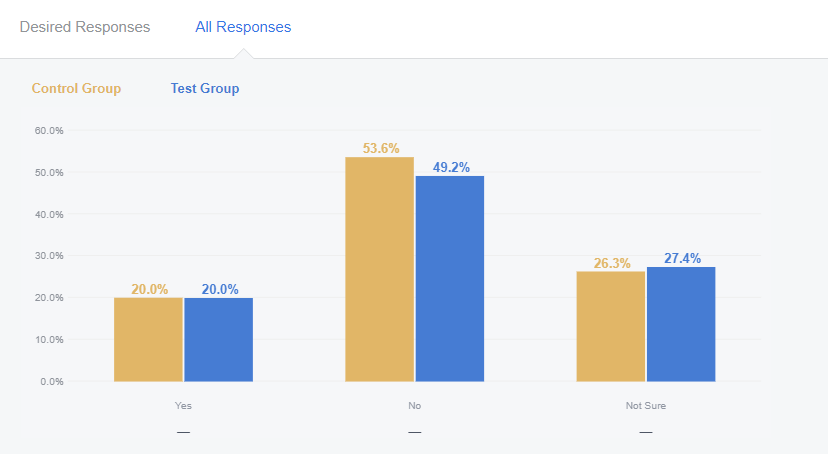 Desired Responses All Responses
Control Group Test Group
60.0%
50.0%
40.0%
30.0%
20.0%
10.0%
0.0%
20.0% 20.0%
53.6% 49.2%
26.3% 27.4%
Yes No Not Sure
— — —